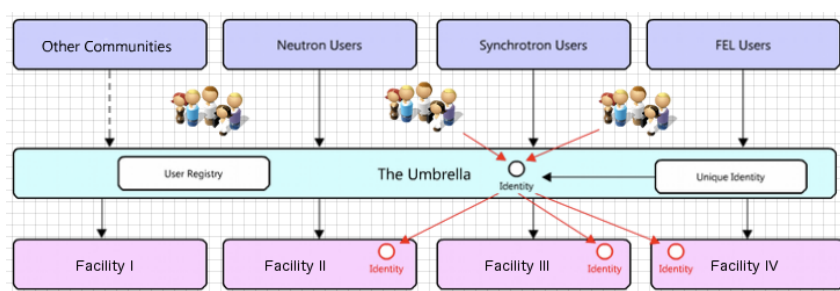 Other Communities
Neutron Users
Synchrotron Users
FEL Users
User Registry
The Umbrella
Identity
Unique Identity
Facility I
Facility II
Identity
Facility III
Identity
Identity
Facility IV